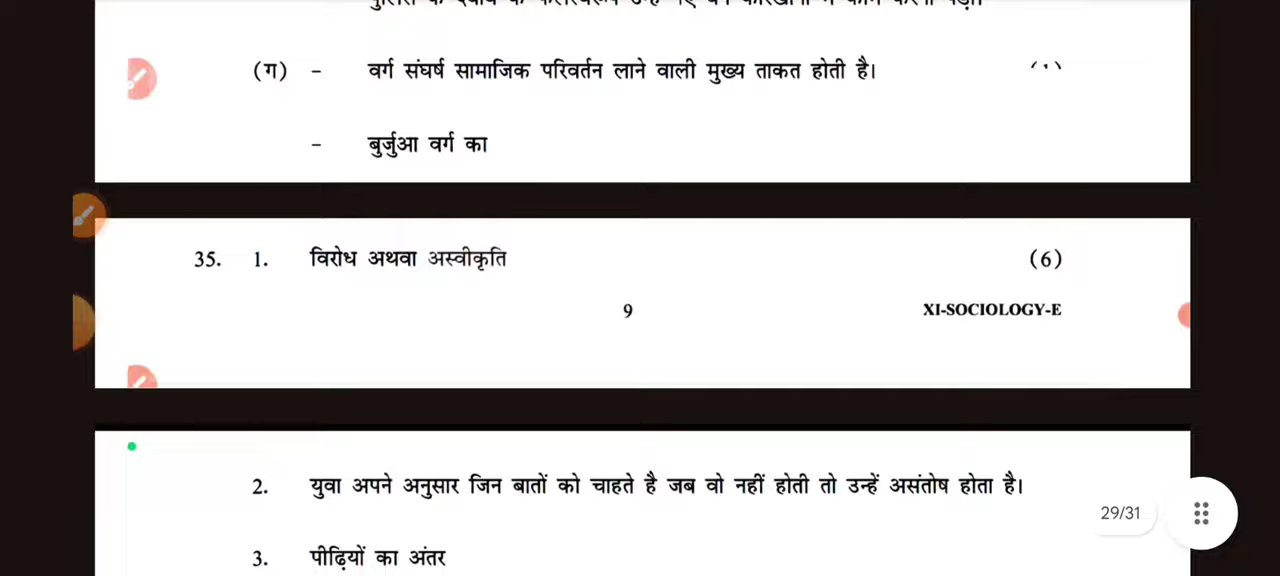 (ग) - वर्ग संघर्ष सामाजिक परिवर्तन लाने वाली मुख्य ताकत होती है।
- बुर्जुआ वर्ग का
35. 1. विरोध अथवा अस्वीकृति (6)
9 XI-SOCIOLOGY-E
2. युवा अपने अनुसार जिन बातों को चाहते है जब वो नहीं होती तो उन्हें असंतोष होता है।
29/31
3. पीढ़ियों का अंतर